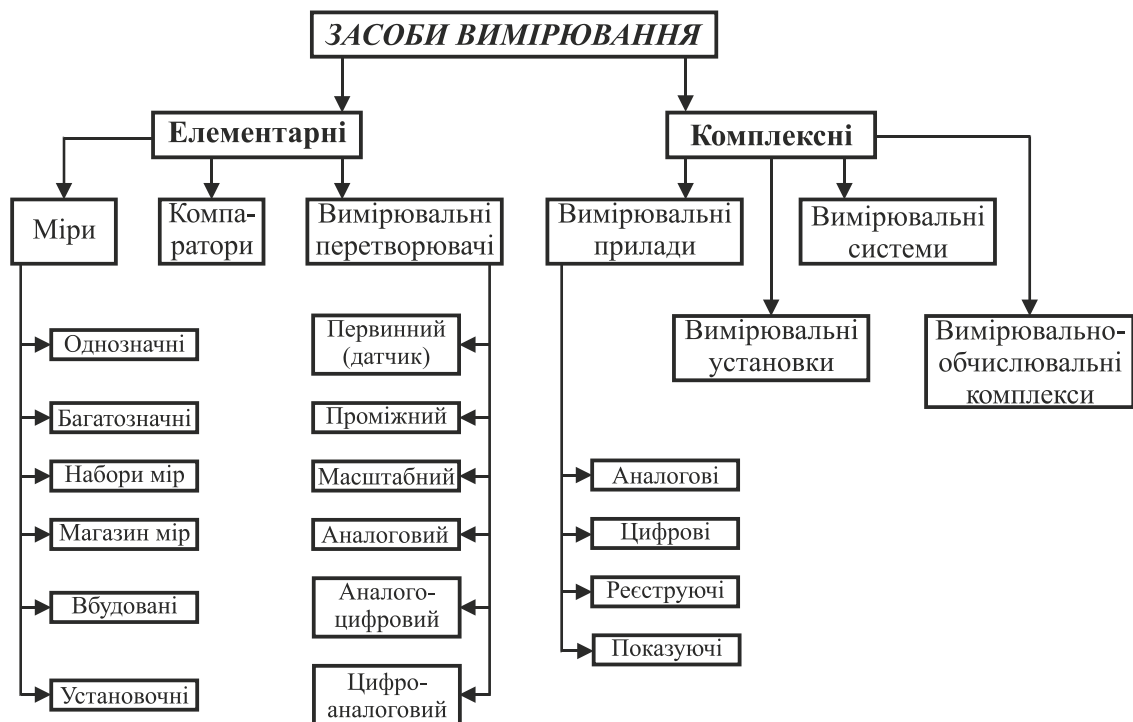 ЗАСОБИ ВИМІРЮВАННЯ
Елементарні
Комплексні
Міри
Компа-
ратори
Вимірювальні
перетворювачі
Вимірювальні
прилади
Вимірювальні
системи
Вимірювальні
установки
Вимірювально-
обчислювальні
комплекси
Однозначні
Багатозначні
Набори мір
Магазин мір
Вбудовані
Установочні
Первинний
(датчик)
Проміжний
Масштабний
Аналоговий
Аналого-
цифровий
Цифро-
аналоговий
Аналогові
Цифрові
Реєструючі
Показуючі